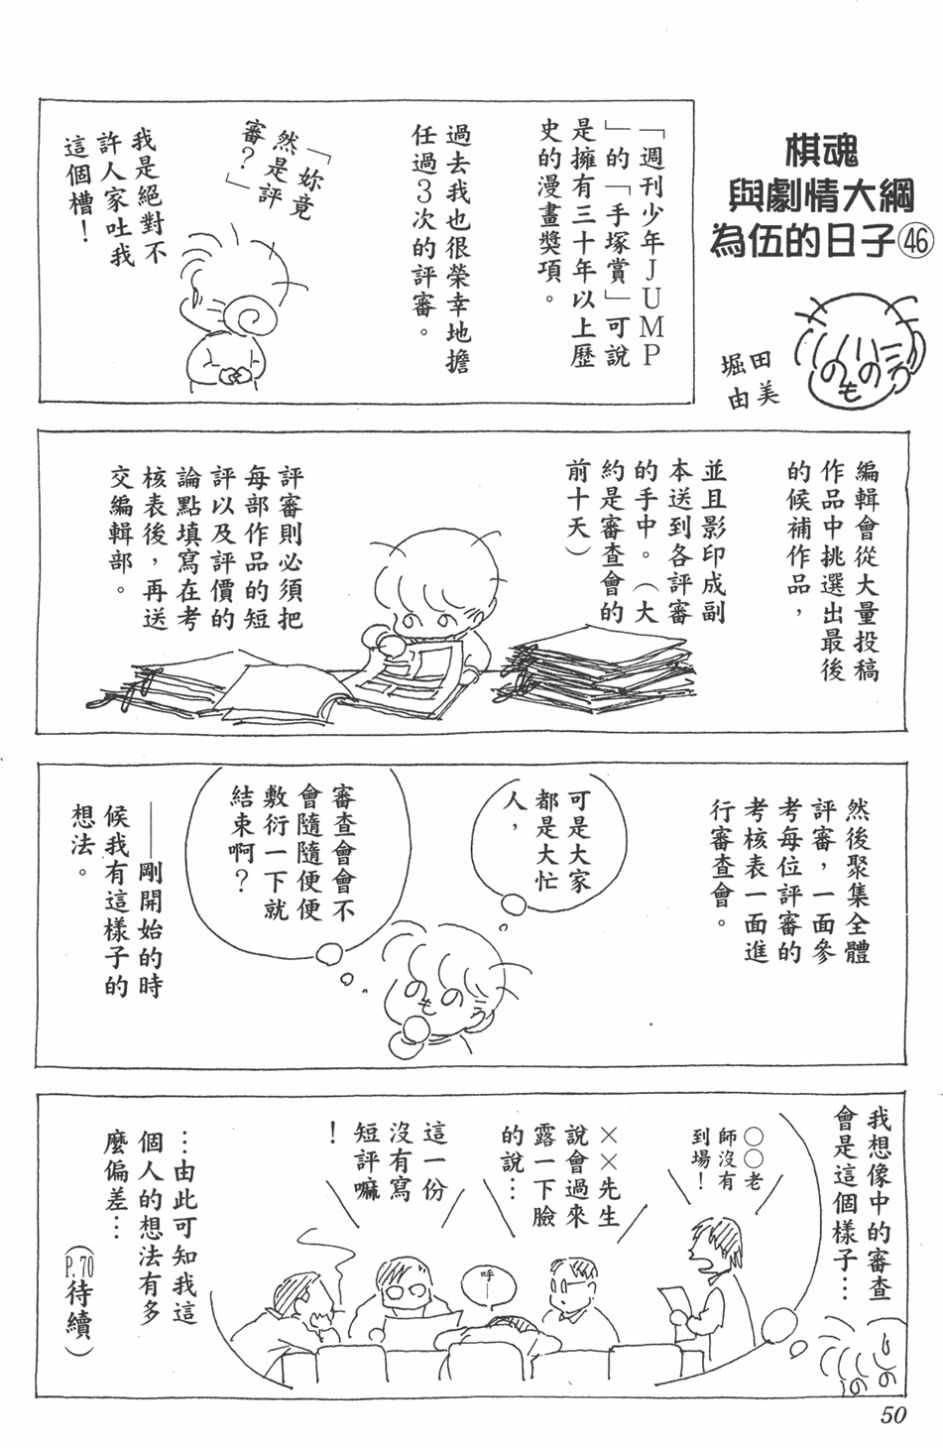 棋魂
與劇情大綱
為伍的日子㊻
堀田
由美
「週刊少年JUMP
」的「手塚賞」可說
是擁有三十年以上歷
史的漫畫獎項。
過去我也很榮幸地擔
任過3次的評審。
「妳竟
然是評
審？」
我是絕對不
許人家吐我
這個槽！
編輯會從大量投稿
作品中挑選出最後
的候補作品，
並且影印成副
本送到各評審
的手中。（大
約是審查會的
前十天）
評審則必須把
每部作品的短
評以及評價的
論點填寫在考
核表後，再送
交編輯部。
然後聚集全體
評審，一面參
考每位評審的
考核表一面進
行審查會。
可是大家
都是大忙
人，
審查會會不
會隨隨便便
敷衍一下就
結束啊？
——剛開始的時
候我有這樣子的
想法。
我想像中的審查
會是這個樣子…
○○老
師沒有
到場！
××先生
說會過來
露一下臉
的說…
呼—
這一份
沒有寫
短評嘛
！
…由此可知我這
個人的想法有多
麼偏差…
（P.70待續）
50